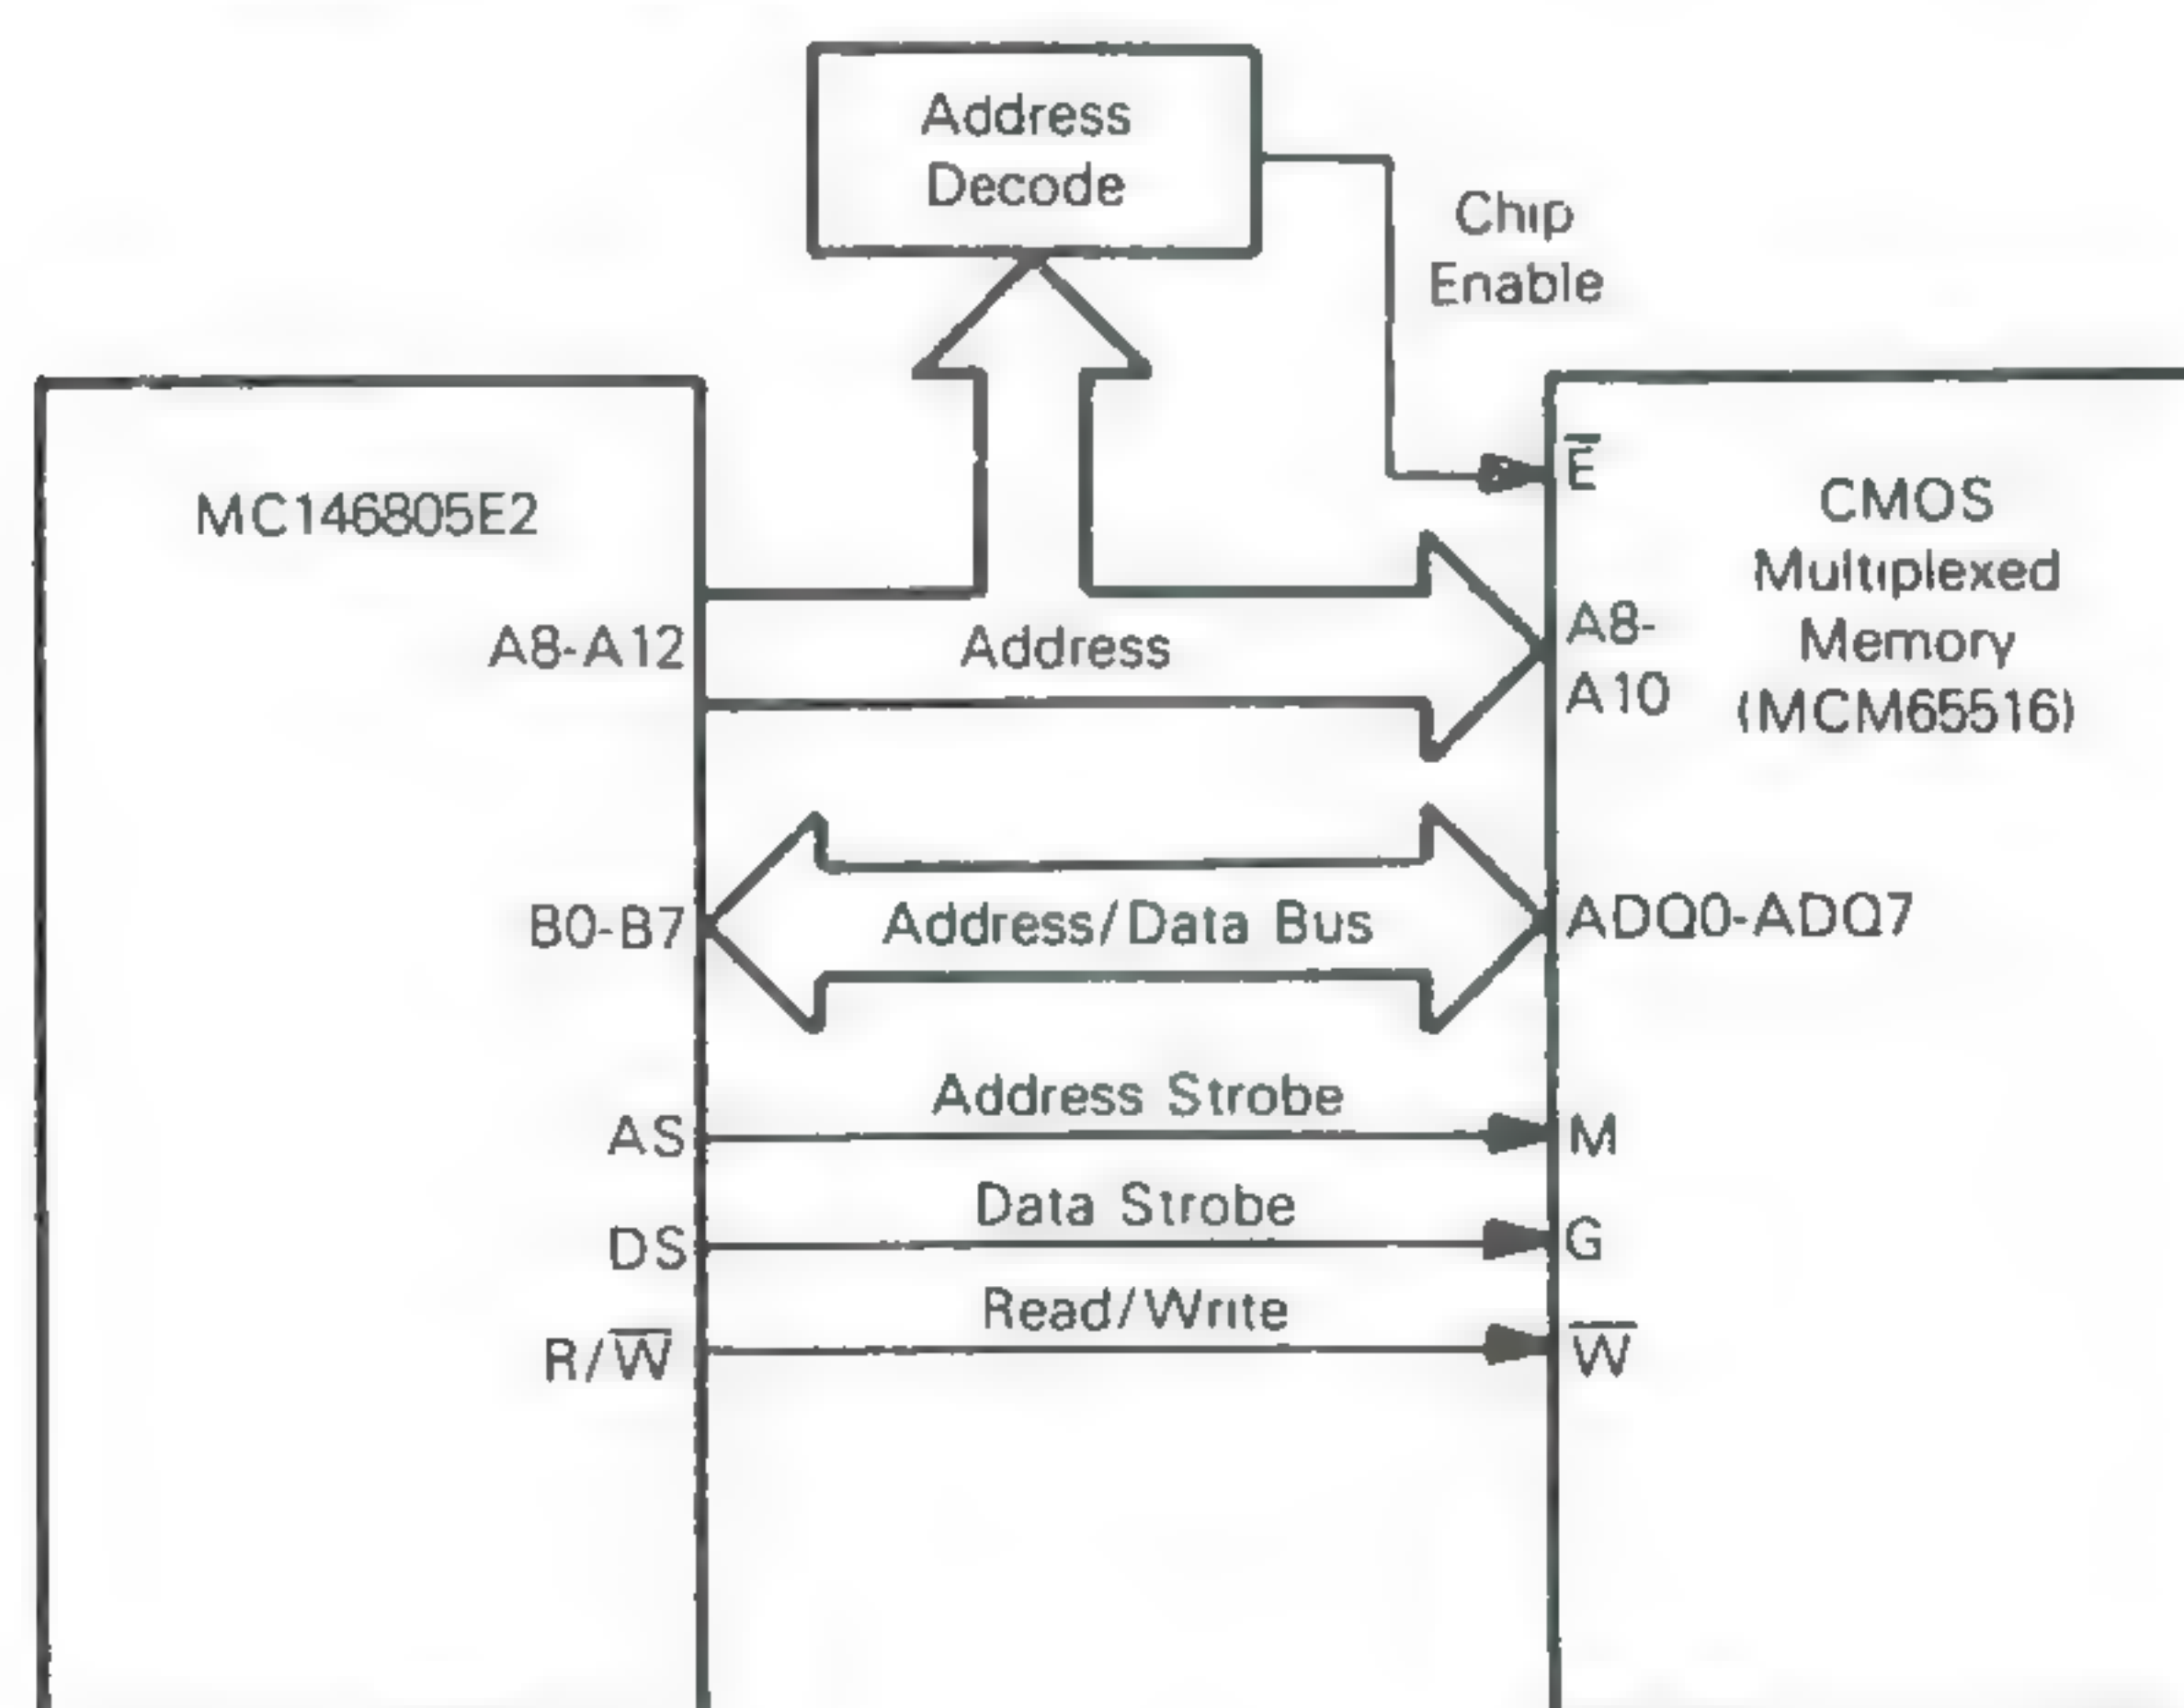 Address
Decode
Chip
Enable
MC146805E2
E̅
CMOS
Multiplexed
Memory
(MCM65516)
A8-A12
Address
A8-
A10
B0-B7
Address/Data Bus
ADQ0-ADQ7
Address Strobe
AS
M
Data Strobe
DS
G
Read/Write
R/W̅
W̅